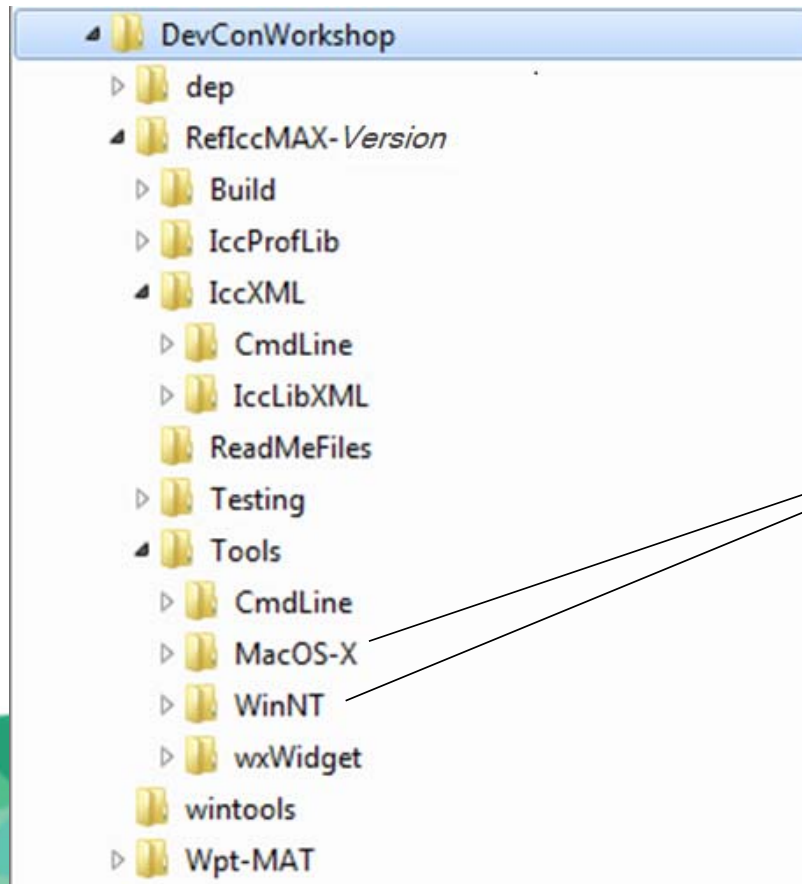 DevConWorkshop
dep
RefIccMAX-Version
Build
IccProfLib
IccXML
CmdLine
IccLibXML
ReadMeFiles
Testing
Tools
CmdLine
MacOS-X
WinNT
wxWidget
wintools
Wpt-MAT